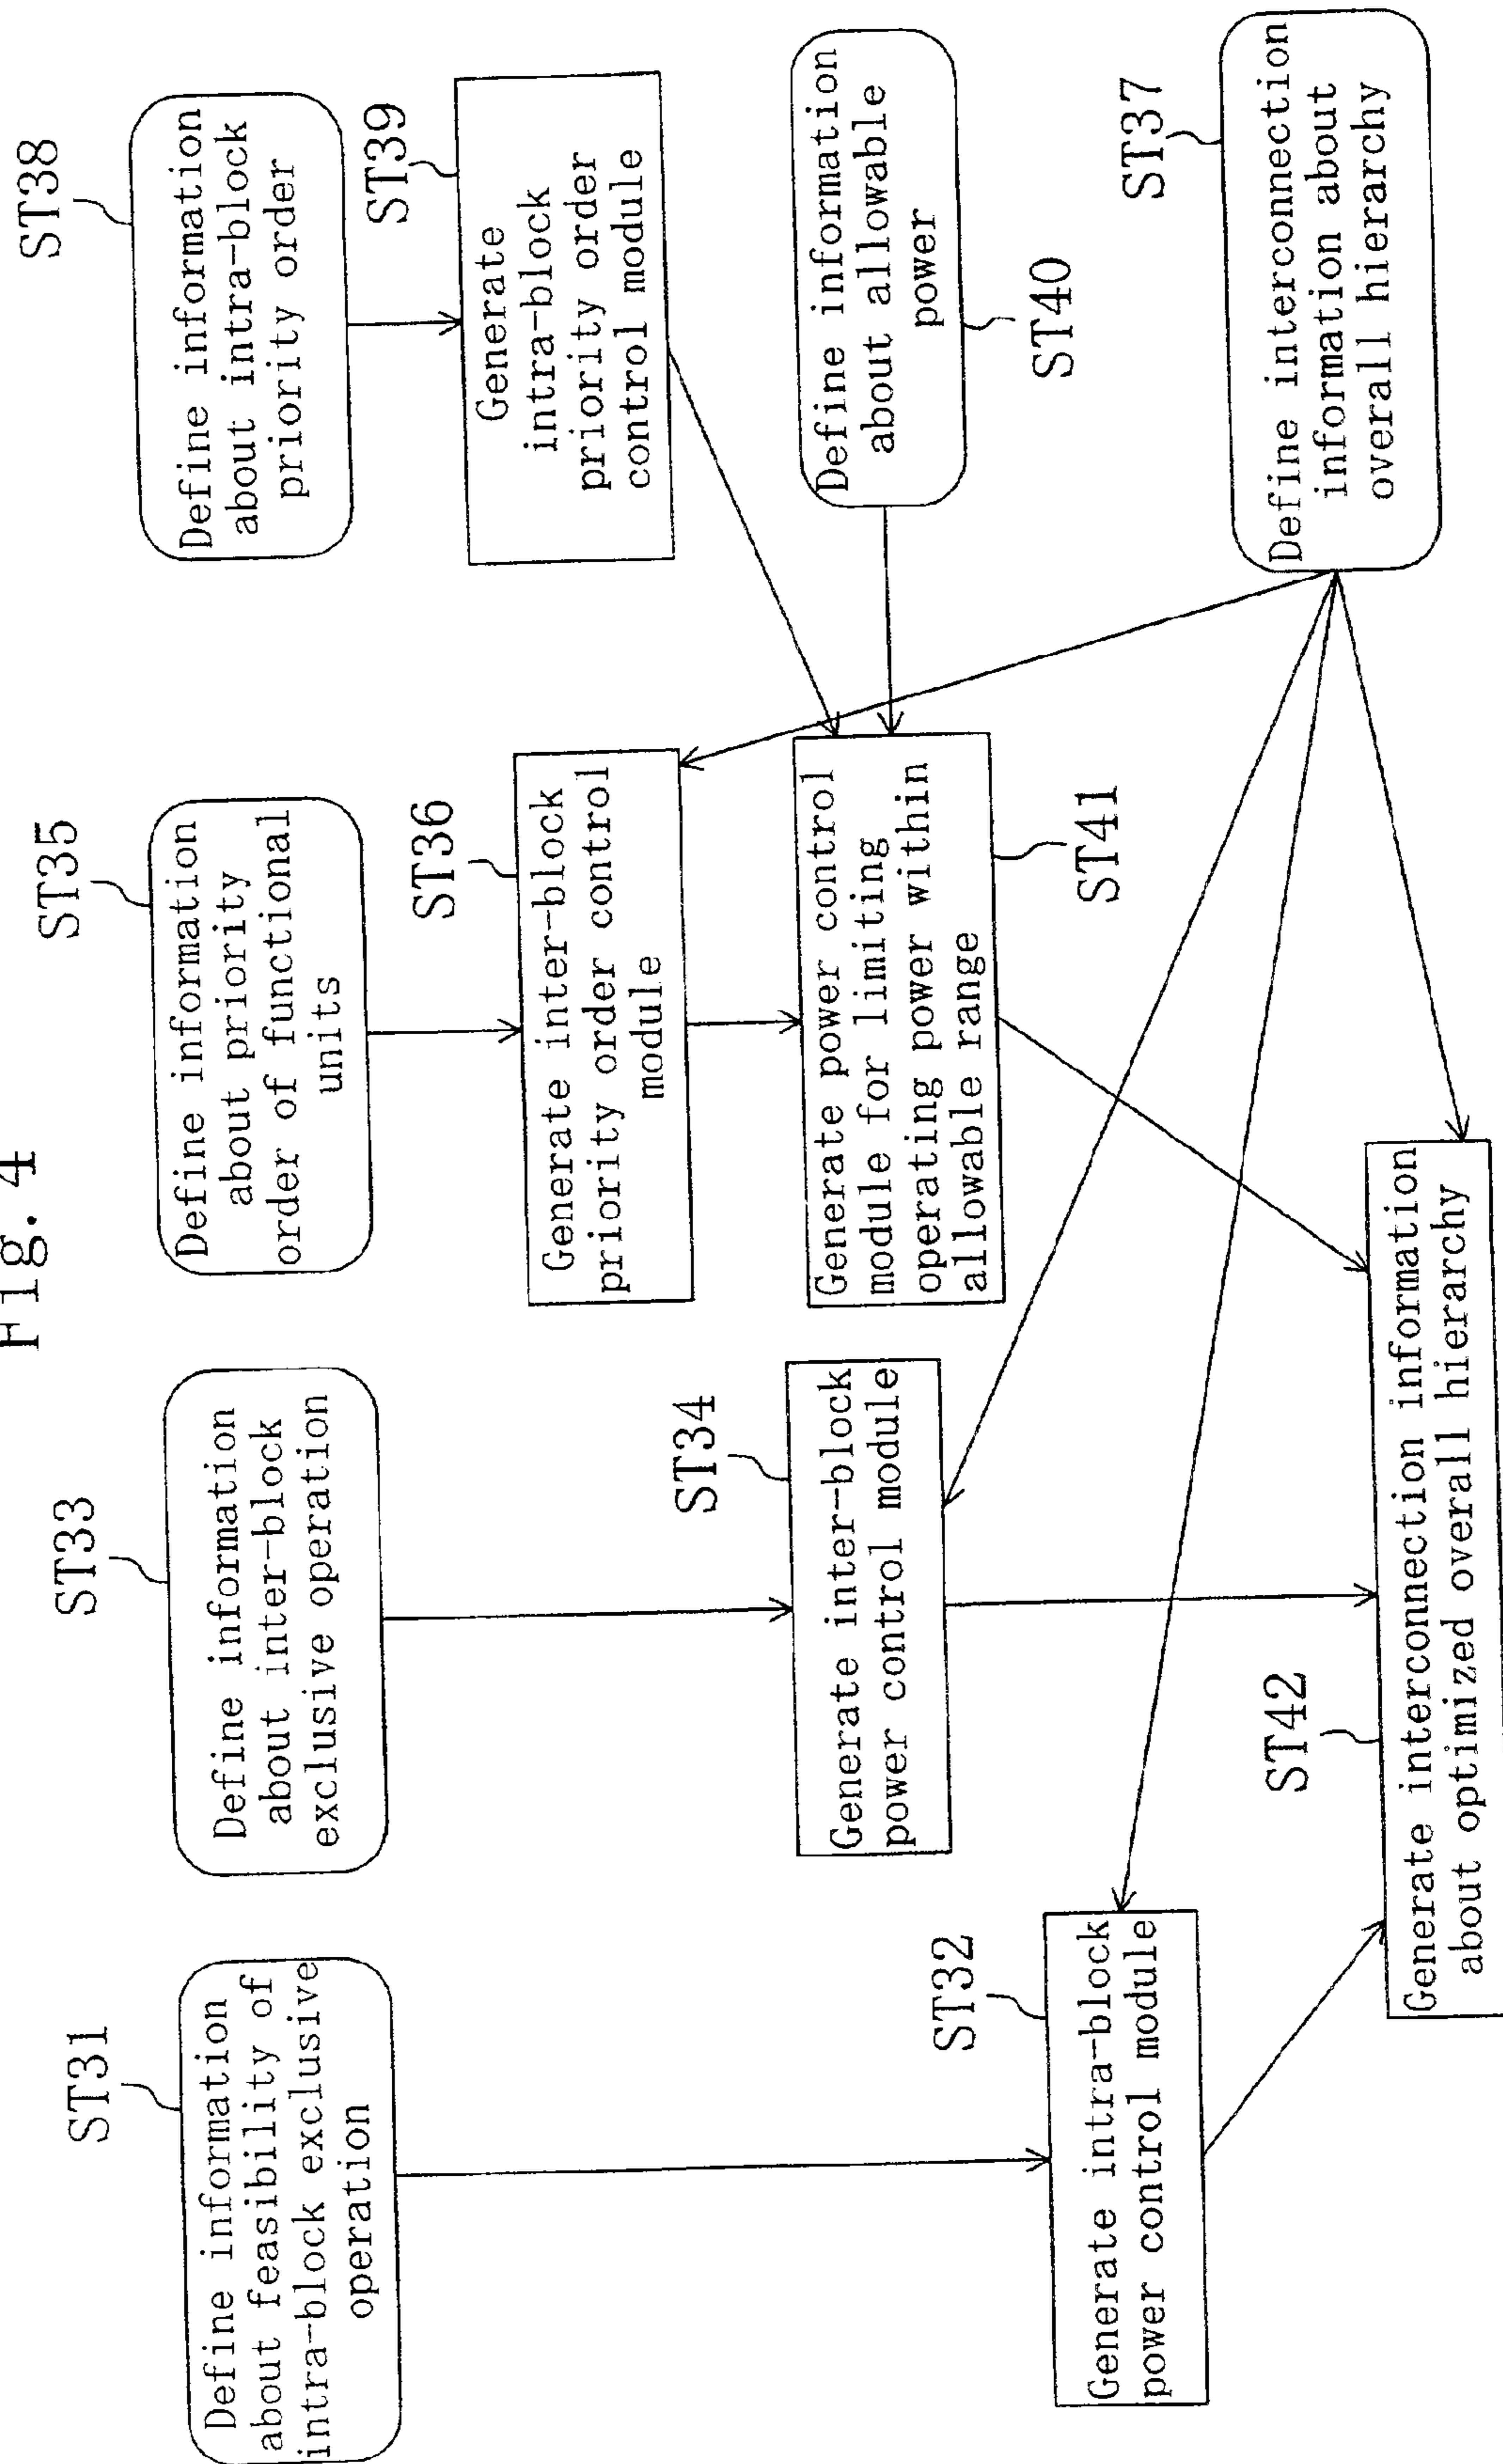 Fig. 4
ST31
Define information
about feasibility of
intra-block exclusive
operation
ST33
Define information
about inter-block
exclusive operation
ST35
Define information
about priority
order of functional
units
ST38
Define information
about intra-block
priority order
ST36
Generate inter-block
priority order control
module
ST39
Generate
intra-block
priority order
control module
ST34
Generate inter-block
power control module
Generate power control
module for limiting
operating power within
allowable range
ST41
Define information
about allowable
power
ST40
ST32
Generate intra-block
power control module
ST37
Define interconnection
information about
overall hierarchy
ST42
Generate interconnection information
about optimized overall hierarchy